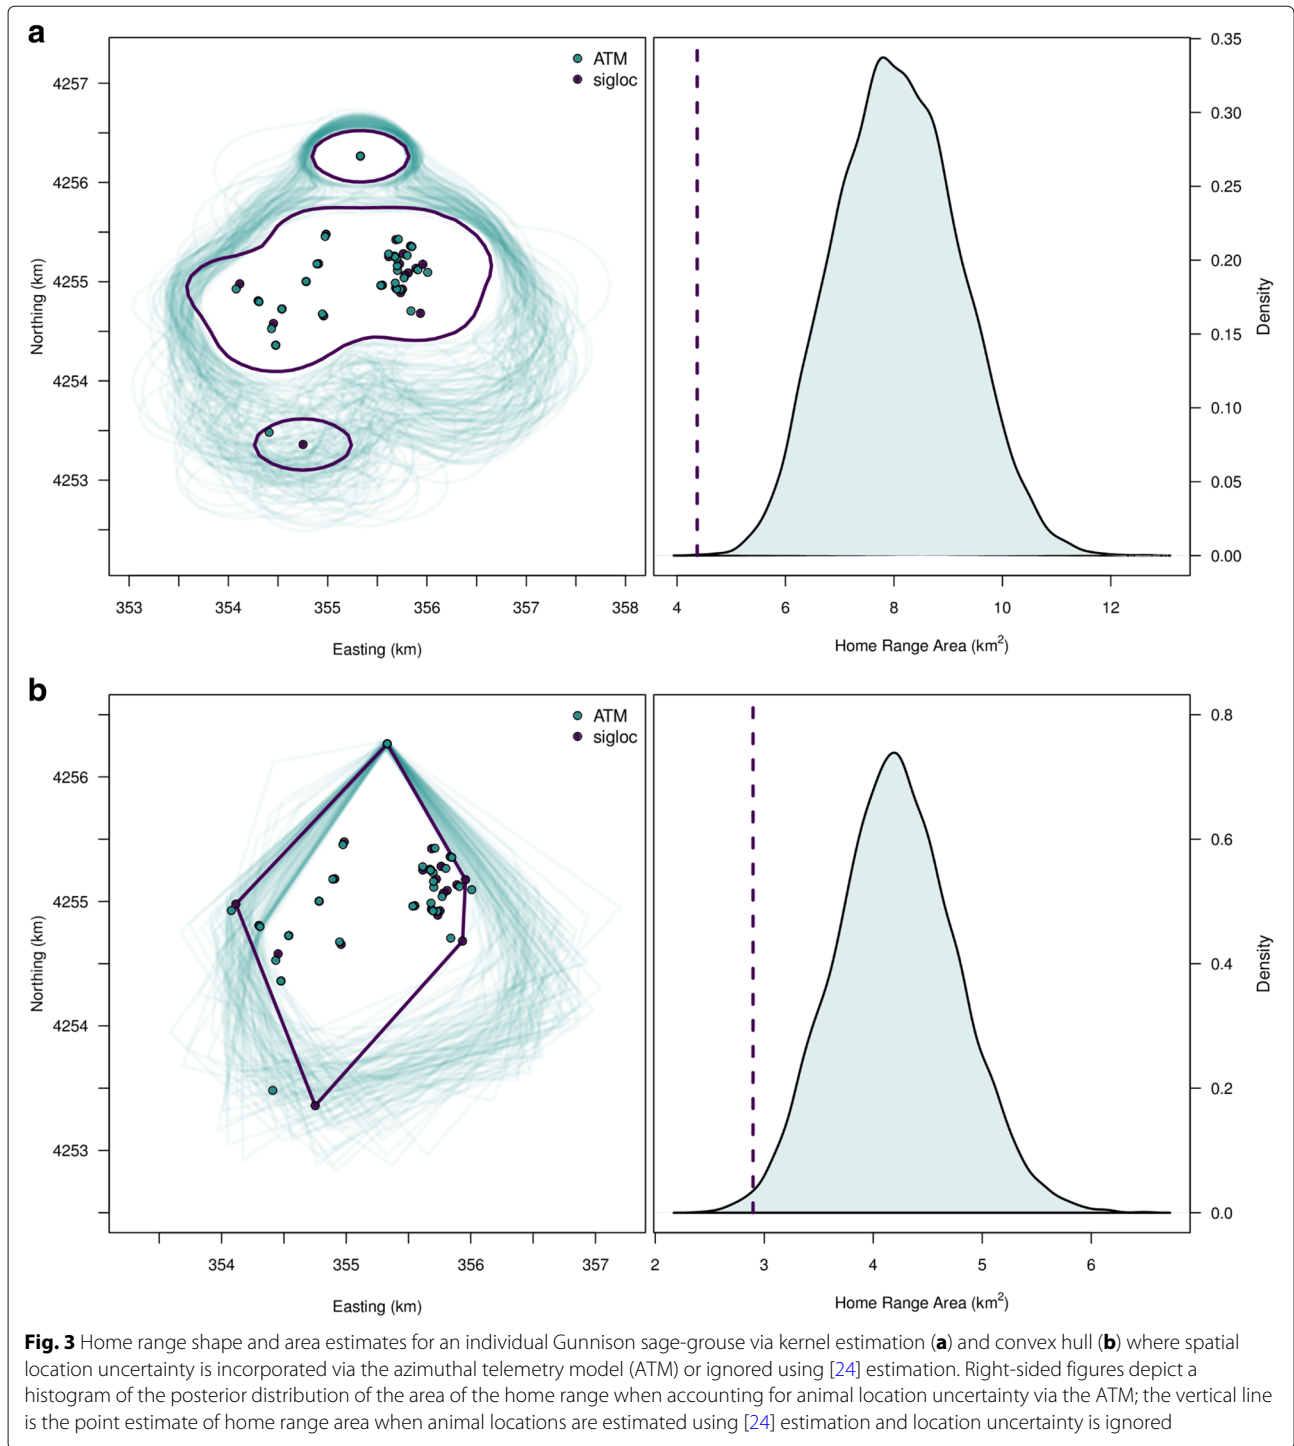 a
ATM
sigloc
4257
4256
4255
4254
4253
Northing (km)
353 354 355 356 357 358
Easting (km)
0.35
0.30
0.25
0.20
0.15
0.10
0.05
0.00
Density
4 6 8 10 12
Home Range Area (km²)
b
ATM
sigloc
4256
4255
4254
4253
Northing (km)
354 355 356 357
Easting (km)
0.8
0.6
0.4
0.2
0.0
Density
2 3 4 5 6
Home Range Area (km²)
Fig. 3 Home range shape and area estimates for an individual Gunnison sage-grouse via kernel estimation (a) and convex hull (b) where spatial
location uncertainty is incorporated via the azimuthal telemetry model (ATM) or ignored using [24] estimation. Right-sided figures depict a
histogram of the posterior distribution of the area of the home range when accounting for animal location uncertainty via the ATM; the vertical line
is the point estimate of home range area when animal locations are estimated using [24] estimation and location uncertainty is ignored